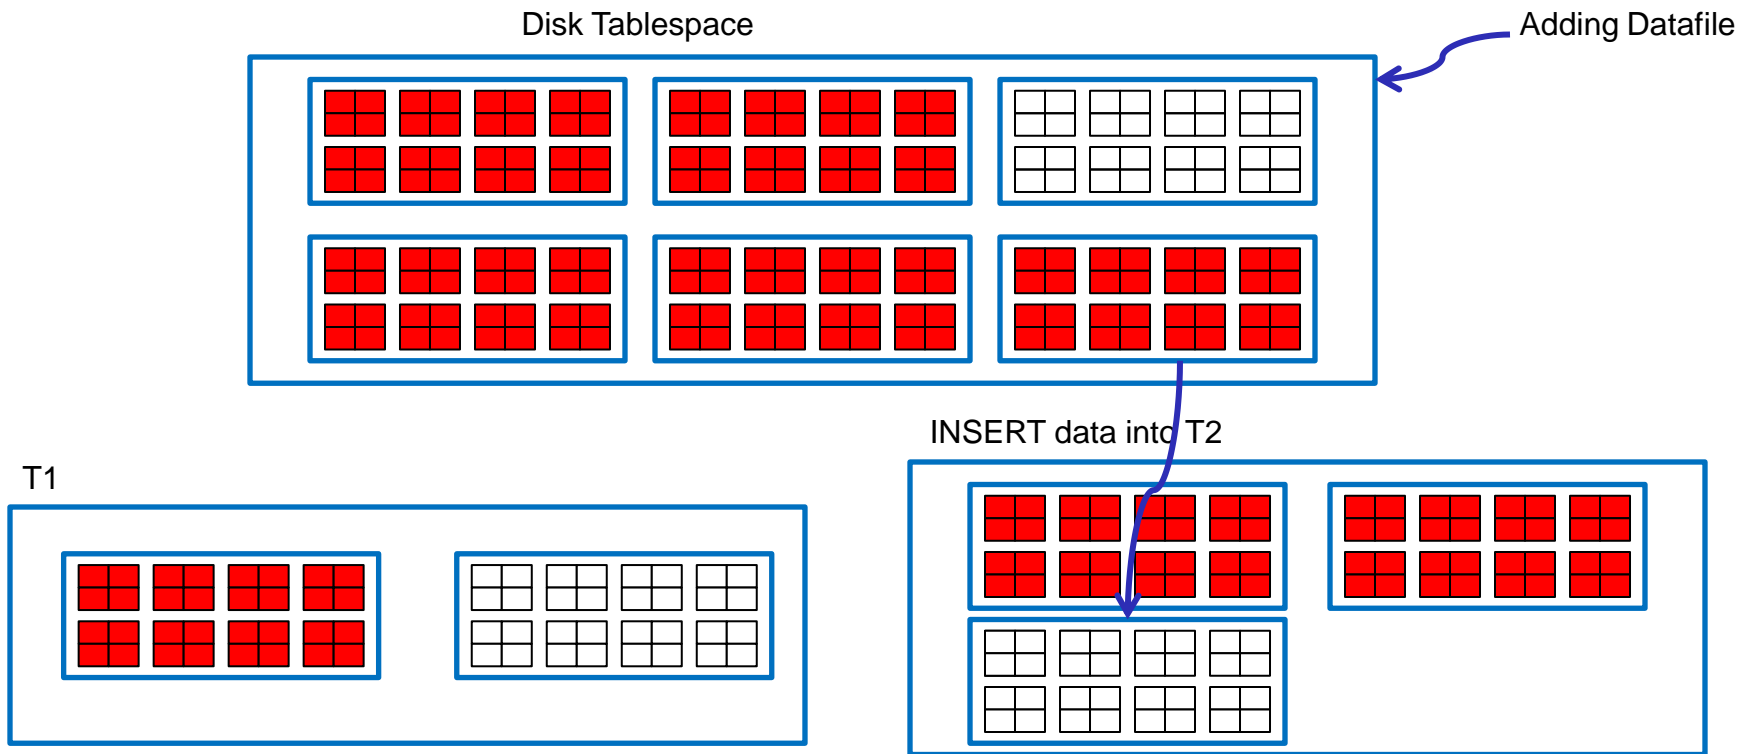 Disk Tablespace
Adding Datafile
INSERT data into T2
T1